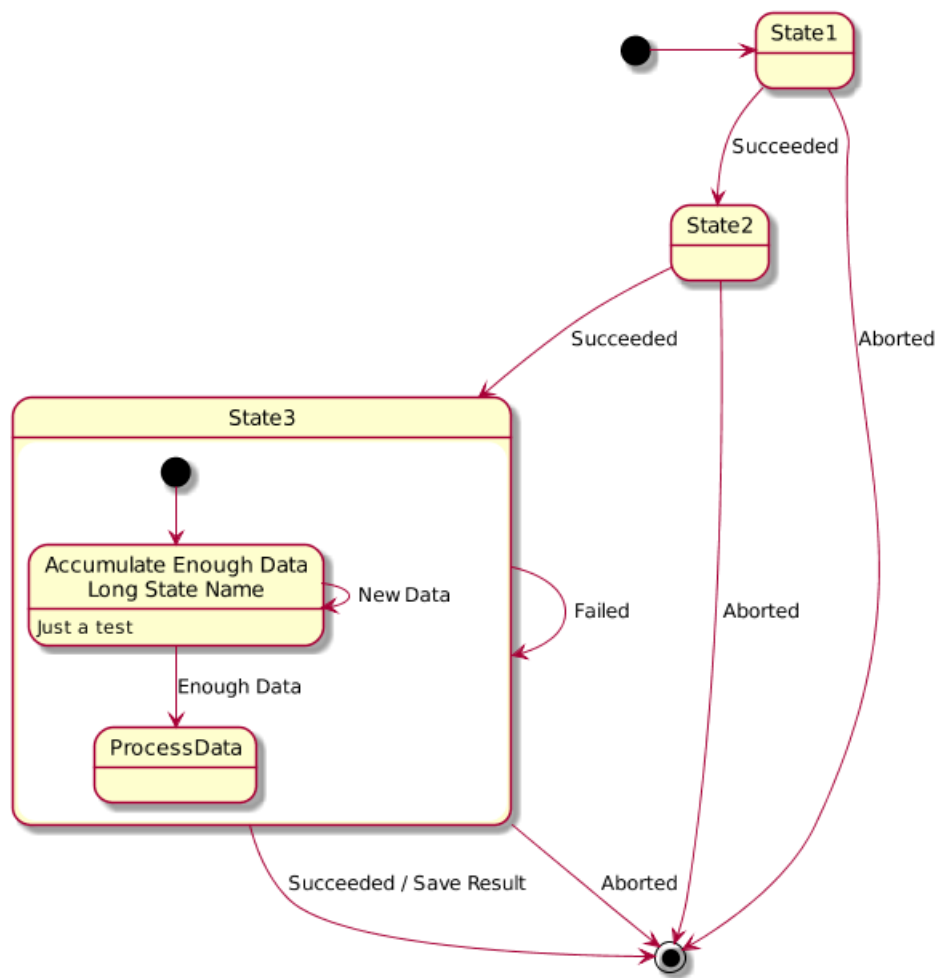 State1
Succeeded
State2
Succeeded
Aborted
State3
Accumulate Enough Data
Long State Name
Just a test
New Data
Failed
Aborted
Enough Data
ProcessData
Succeeded / Save Result
Aborted